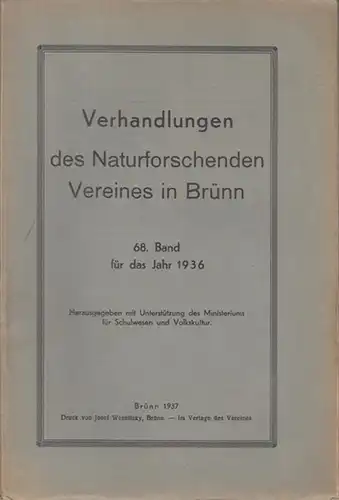 Verhandlungen
des Naturforschenden
Vereines in Brünn
68. Band
für das Jahr 1936
Herausgegeben mit Unterstützung des Ministeriums
für Schulwesen und Volkskultur.
Brünn 1937
Druck von Josef Brünn. — Im Verlage des Vereines